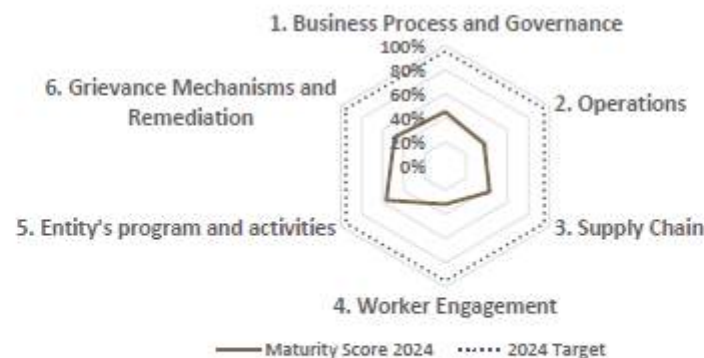 1. Business Process and Governance
100%
80%
60%
40%
20%
0%
6. Grievance Mechanisms and
Remediation
2. Operations
5. Entity's program and activities
3. Supply Chain
4. Worker Engagement
Maturity Score 2024
2024 Target